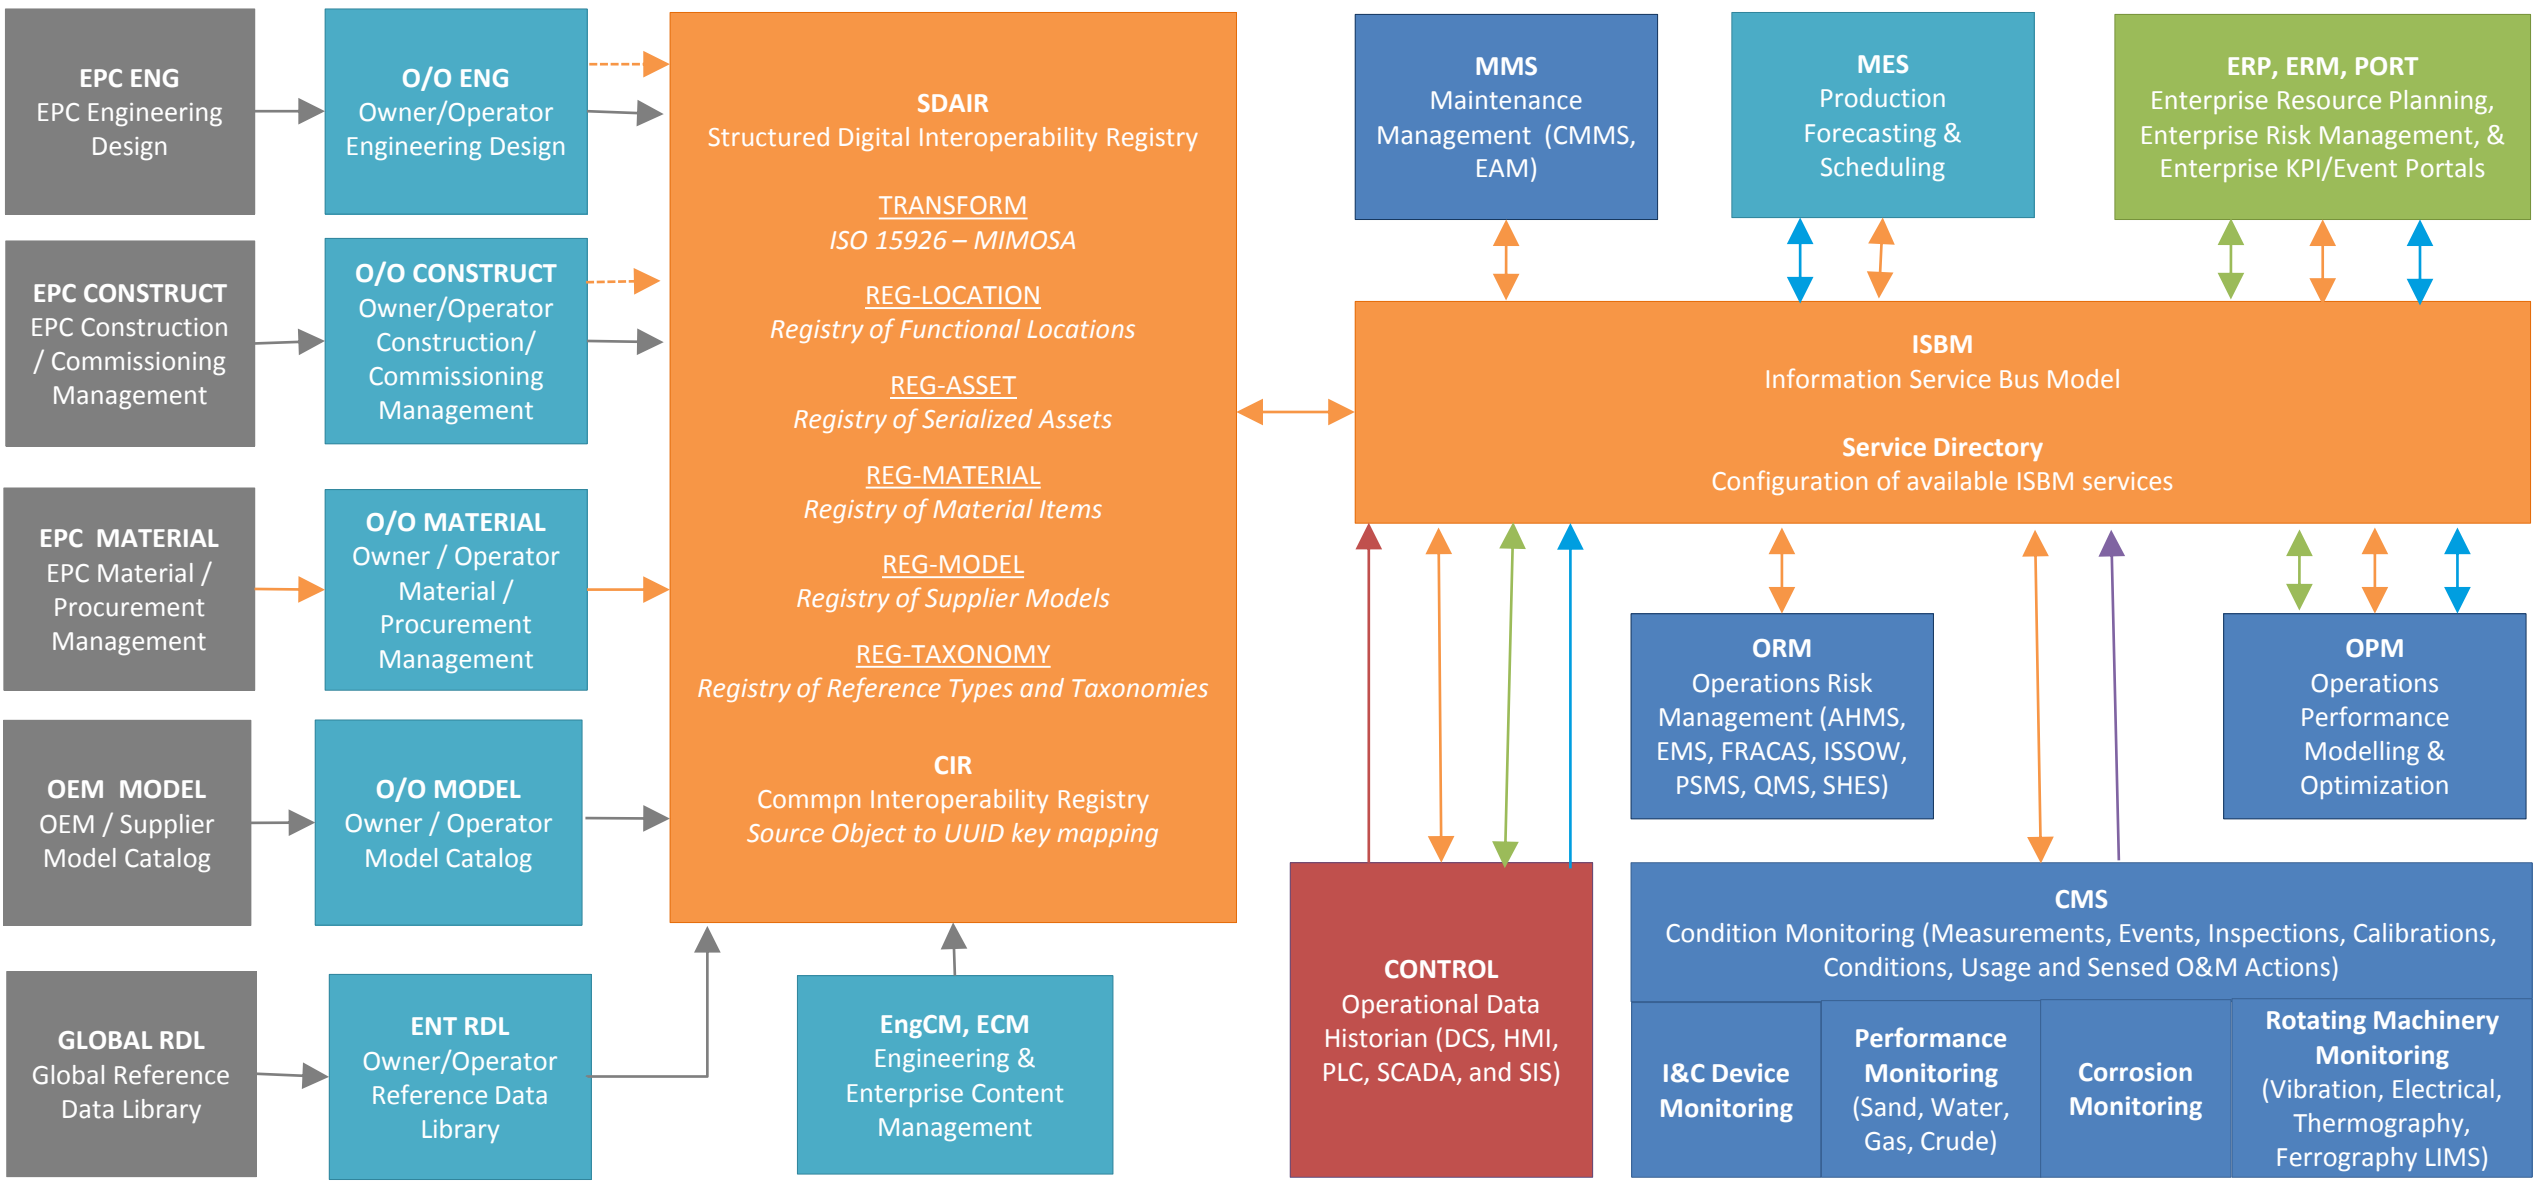 EPC ENG
EPC Engineering
Design
O/O ENG
Owner/Operator
Engineering Design
EPC CONSTRUCT
EPC Construction
/ Commissioning
Management
O/O CONSTRUCT
Owner/Operator
Construction/
Commissioning
Management
EPC  MATERIAL
EPC Material /
Procurement
Management
O/O MATERIAL
Owner / Operator
Material /
Procurement
Management
OEM  MODEL
OEM / Supplier
Model Catalog
O/O MODEL
Owner / Operator
Model Catalog
GLOBAL RDL
Global Reference
Data Library
ENT RDL
Owner/Operator
Reference Data
Library
SDAIR
Structured Digital Interoperability Registry
TRANSFORM
ISO 15926 – MIMOSA
REG-LOCATION
Registry of Functional Locations
REG-ASSET
Registry of Serialized Assets
REG-MATERIAL
Registry of Material Items
REG-MODEL
Registry of Supplier Models
REG-TAXONOMY
Registry of Reference Types and Taxonomies
CIR
Commpn Interoperability Registry
Source Object to UUID key mapping
EngCM, ECM
Engineering &
Enterprise Content
Management
MMS
Maintenance
Management  (CMMS,
EAM)
MES
Production
Forecasting &
Scheduling
ERP, ERM, PORT
Enterprise Resource Planning,
Enterprise Risk Management, &
Enterprise KPI/Event Portals
ISBM
Information Service Bus Model
Service Directory
Configuration of available ISBM services
ORM
Operations Risk
Management (AHMS,
EMS, FRACAS, ISSOW,
PSMS, QMS, SHES)
OPM
Operations
Performance
Modelling &
Optimization
CONTROL
Operational Data
Historian (DCS, HMI,
PLC, SCADA, and SIS)
CMS
Condition Monitoring (Measurements, Events, Inspections, Calibrations,
Conditions, Usage and Sensed O&M Actions)
I&C Device
Monitoring
Performance
Monitoring
(Sand, Water,
Gas, Crude)
Corrosion
Monitoring
Rotating Machinery
Monitoring
(Vibration, Electrical,
Thermography,
Ferrography LIMS)